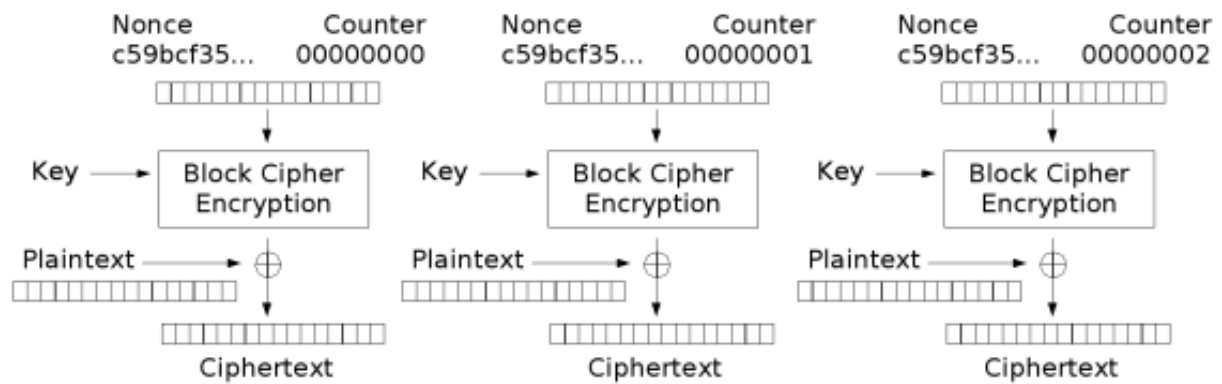 Nonce Counter Nonce Counter Nonce Counter
c59bcf35... 00000000 c59bcf35... 00000001 c59bcf35... 00000002
Key Block Cipher Encryption Key Block Cipher Encryption Key Block Cipher Encryption
Plaintext Plaintext Plaintext
Ciphertext Ciphertext Ciphertext